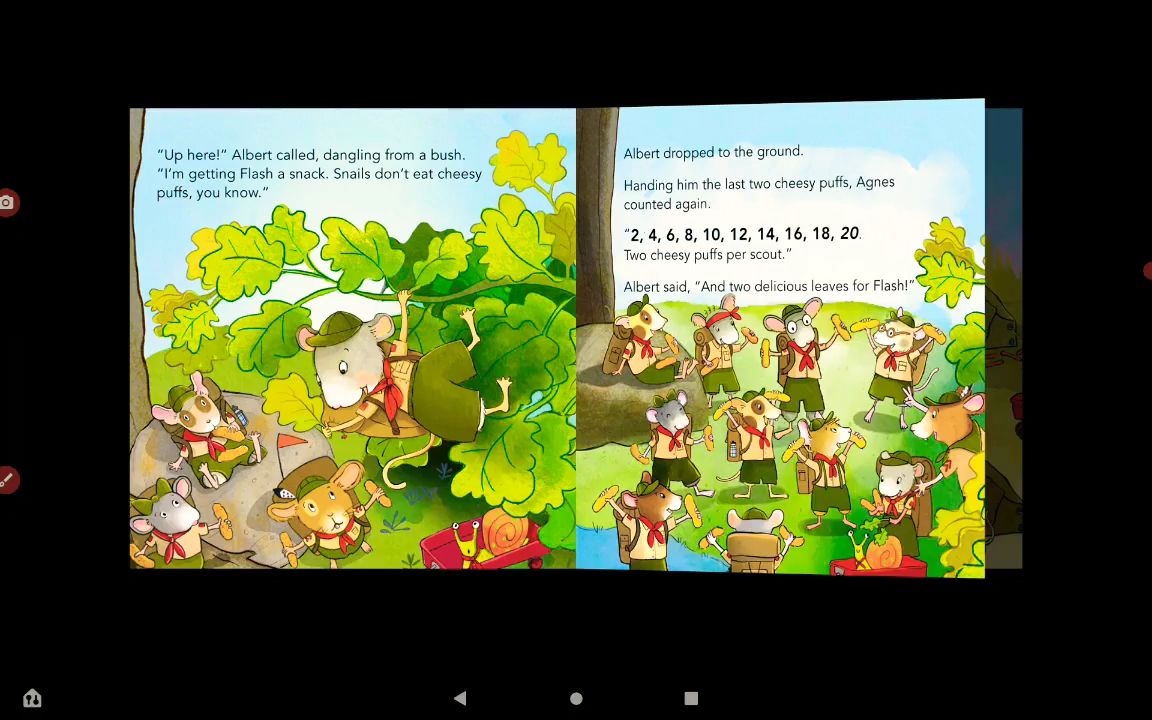 "Up here!" Albert called, dangling from a bush.
"I'm getting Flash a snack. Snails don't eat cheesy
puffs, you know."
Albert dropped to the ground.
Handing him the last two cheesy puffs, Agnes
counted again.
"2, 4, 6, 8, 10, 12, 14, 16, 18, 20.
Two cheesy puffs per scout."
Albert said, "And two delicious leaves for Flash!"